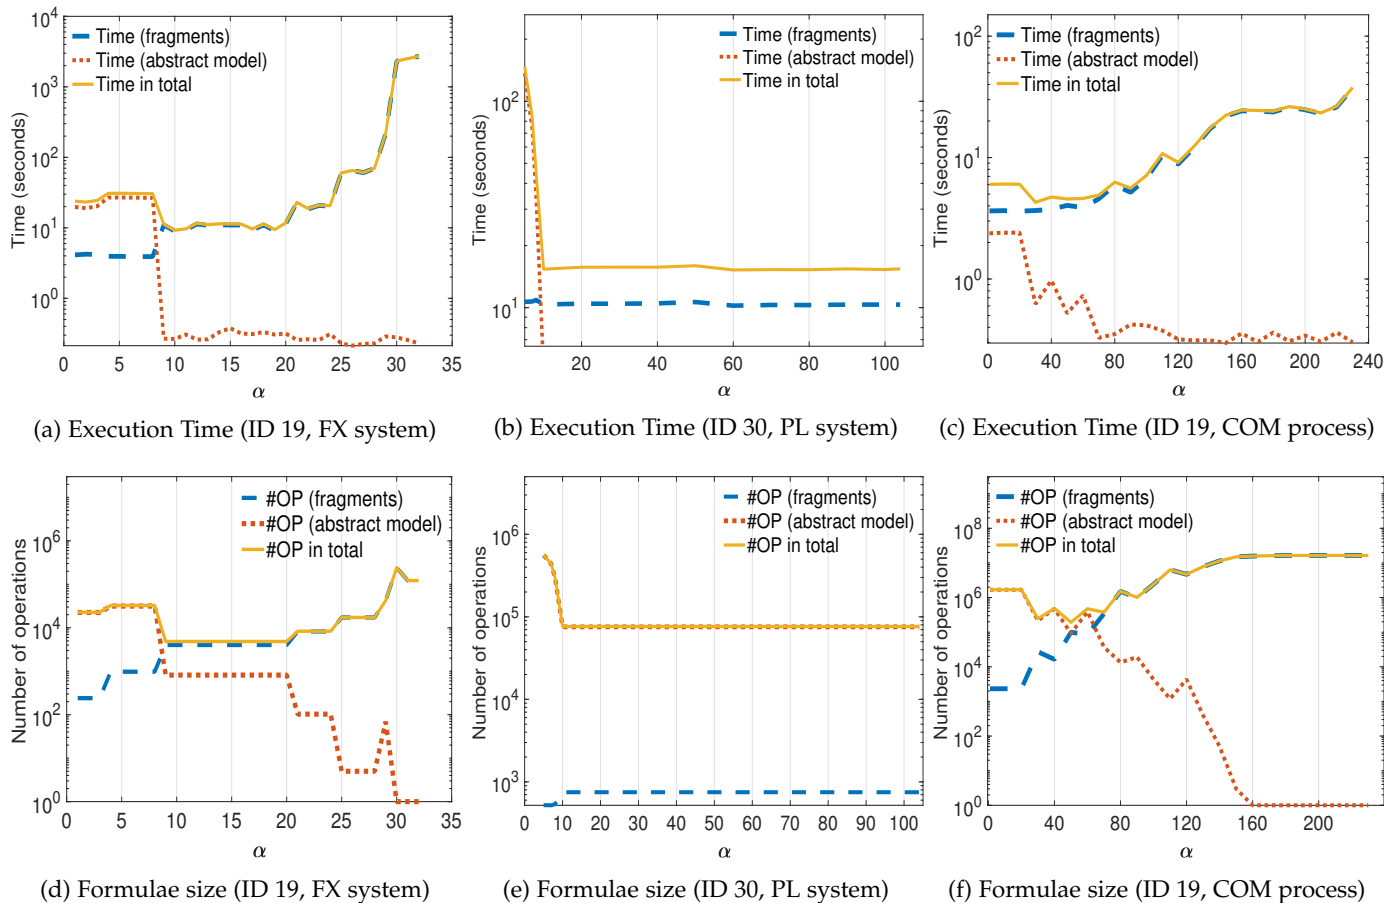 Time (fragments)
Time (abstract model)
Time in total
Time (seconds)
10^4
10^3
10^2
10^1
10^0
0 5 10 15 20 25 30 35
α
(a) Execution Time (ID 19, FX system)
Time (fragments)
Time (abstract model)
Time in total
Time (seconds)
10^2
10^1
0 20 40 60 80 100
α
(b) Execution Time (ID 30, PL system)
Time (fragments)
Time (abstract model)
Time in total
Time (seconds)
10^2
10^1
10^0
0 40 80 120 160 200 240
α
(c) Execution Time (ID 19, COM process)
#OP (fragments)
#OP (abstract model)
#OP in total
Number of operations
10^6
10^4
10^2
10^0
0 5 10 15 20 25 30 35
α
(d) Formulae size (ID 19, FX system)
#OP (fragments)
#OP (abstract model)
#OP in total
Number of operations
10^6
10^5
10^4
10^3
0 10 20 30 40 50 60 70 80 90 100
α
(e) Formulae size (ID 30, PL system)
#OP (fragments)
#OP (abstract model)
#OP in total
Number of operations
10^8
10^6
10^4
10^2
10^0
0 40 80 120 160 200
α
(f) Formulae size (ID 19, COM process)